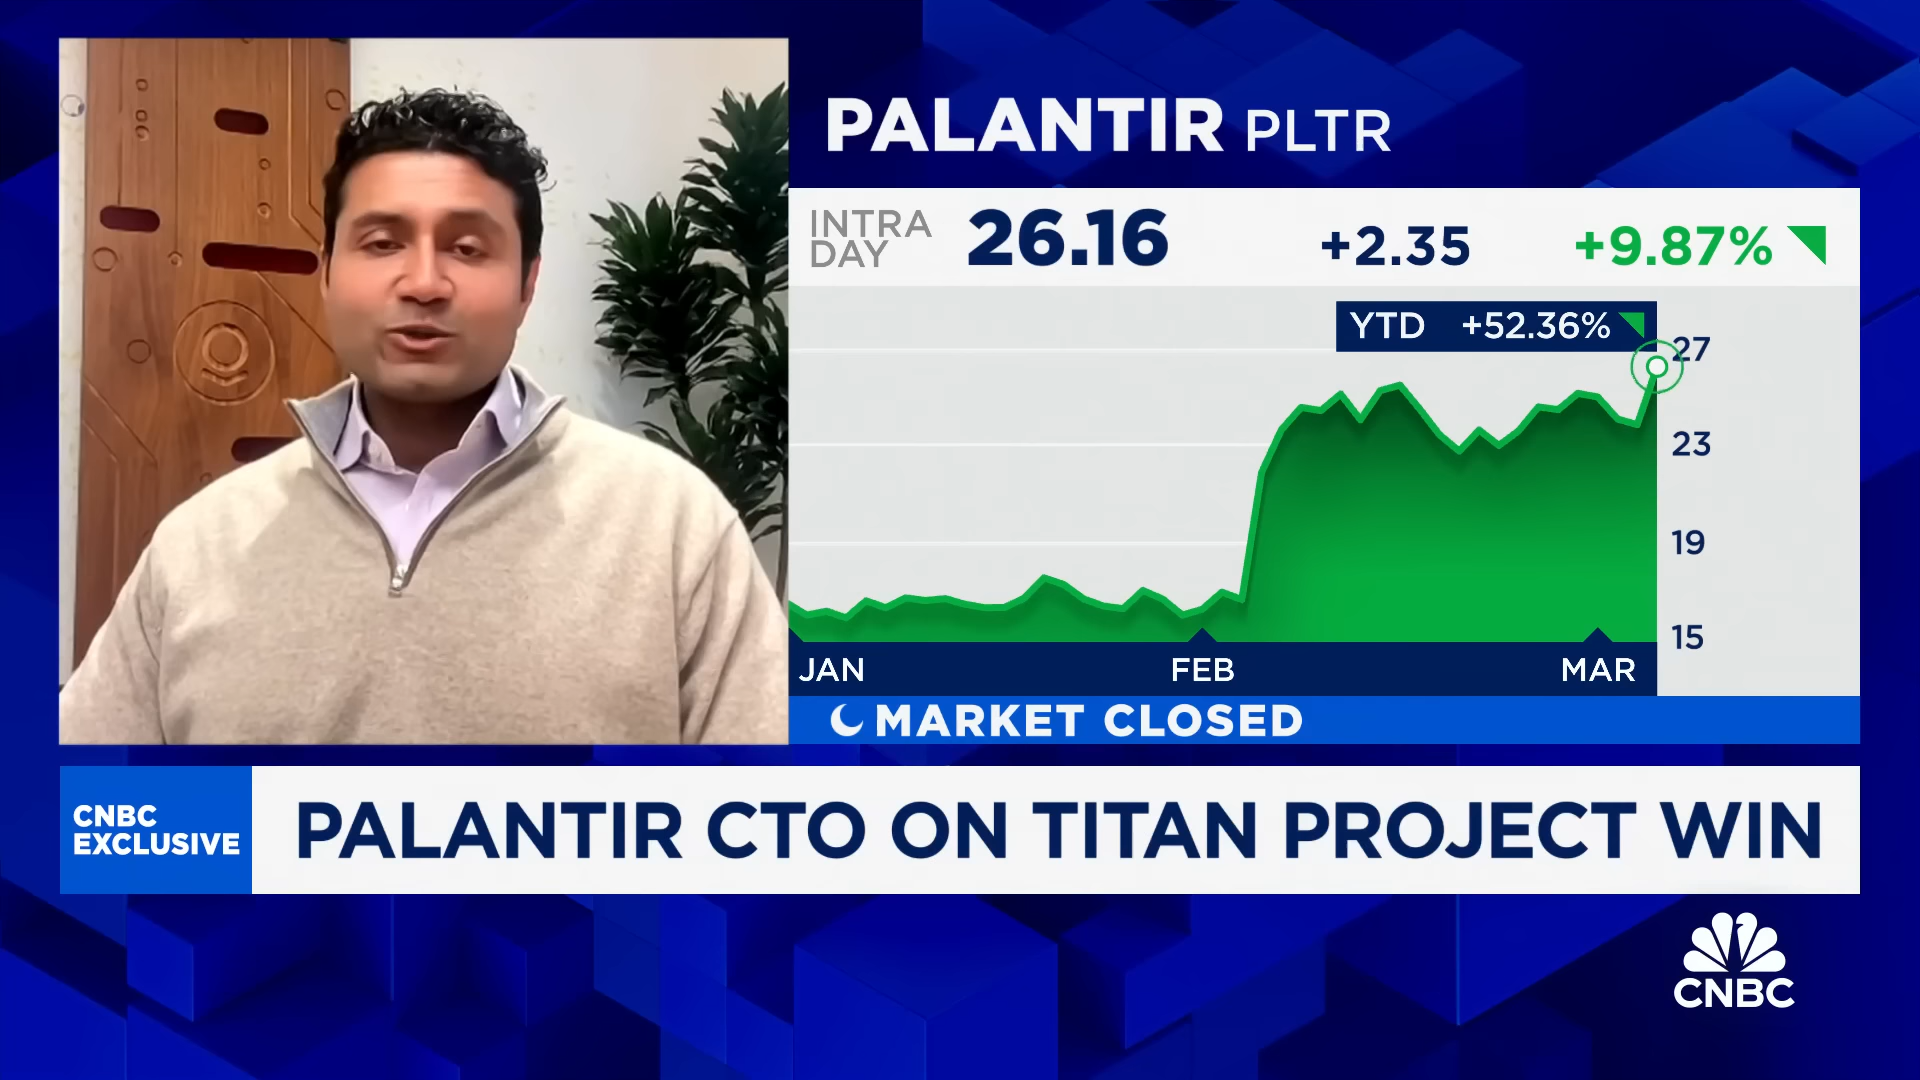 PALANTIR PLTR
INTRA DAY 26.16 +2.35 +9.87%
YTD +52.36%
27
23
19
15
JAN FEB MAR
MARKET CLOSED
CNBC EXCLUSIVE
PALANTIR CTO ON TITAN PROJECT WIN
CNBC